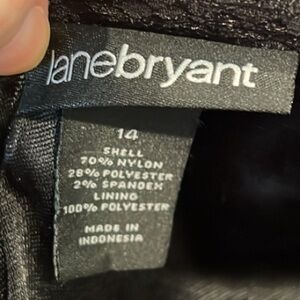 lanebryant
14
SHELL
70% NYLON
28% POLYESTER
2% SPANDEX
LINING
100% POLYESTER
MADE IN
INDONESIA